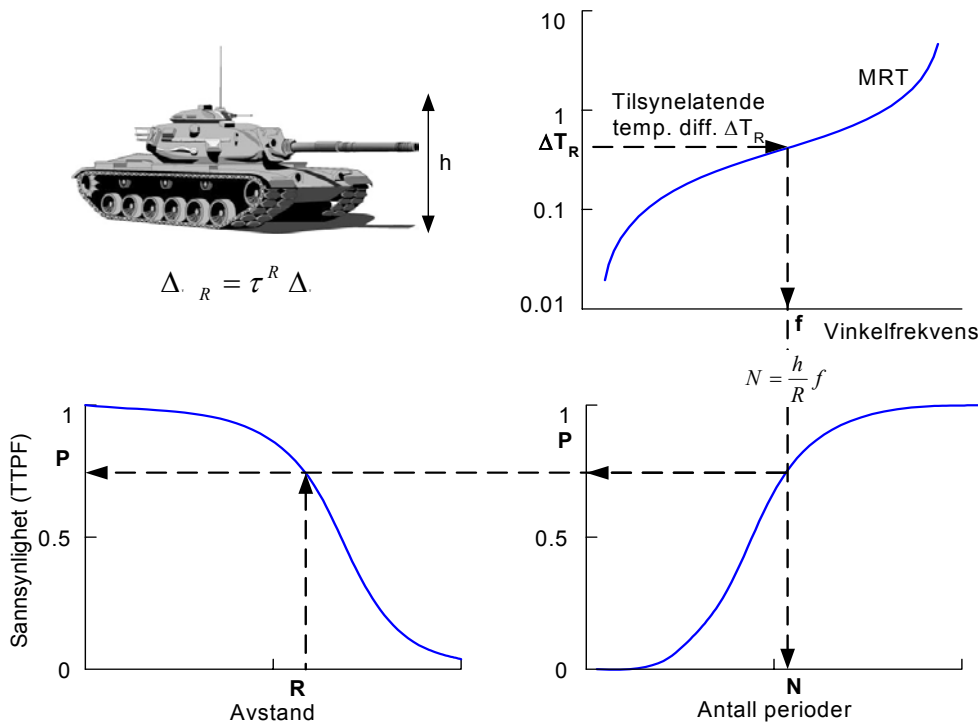 h
Δ R = τ^R Δ
10
1
ΔT_R
0.1
0.01
MRT
Tilsynelatende
temp. diff. ΔT_R
f
Vinkelfrekvens
N = h/R f
Sannsynlighet (TTPF)
1
P
0.5
0
R
Avstand
1
P
0.5
0
N
Antall perioder